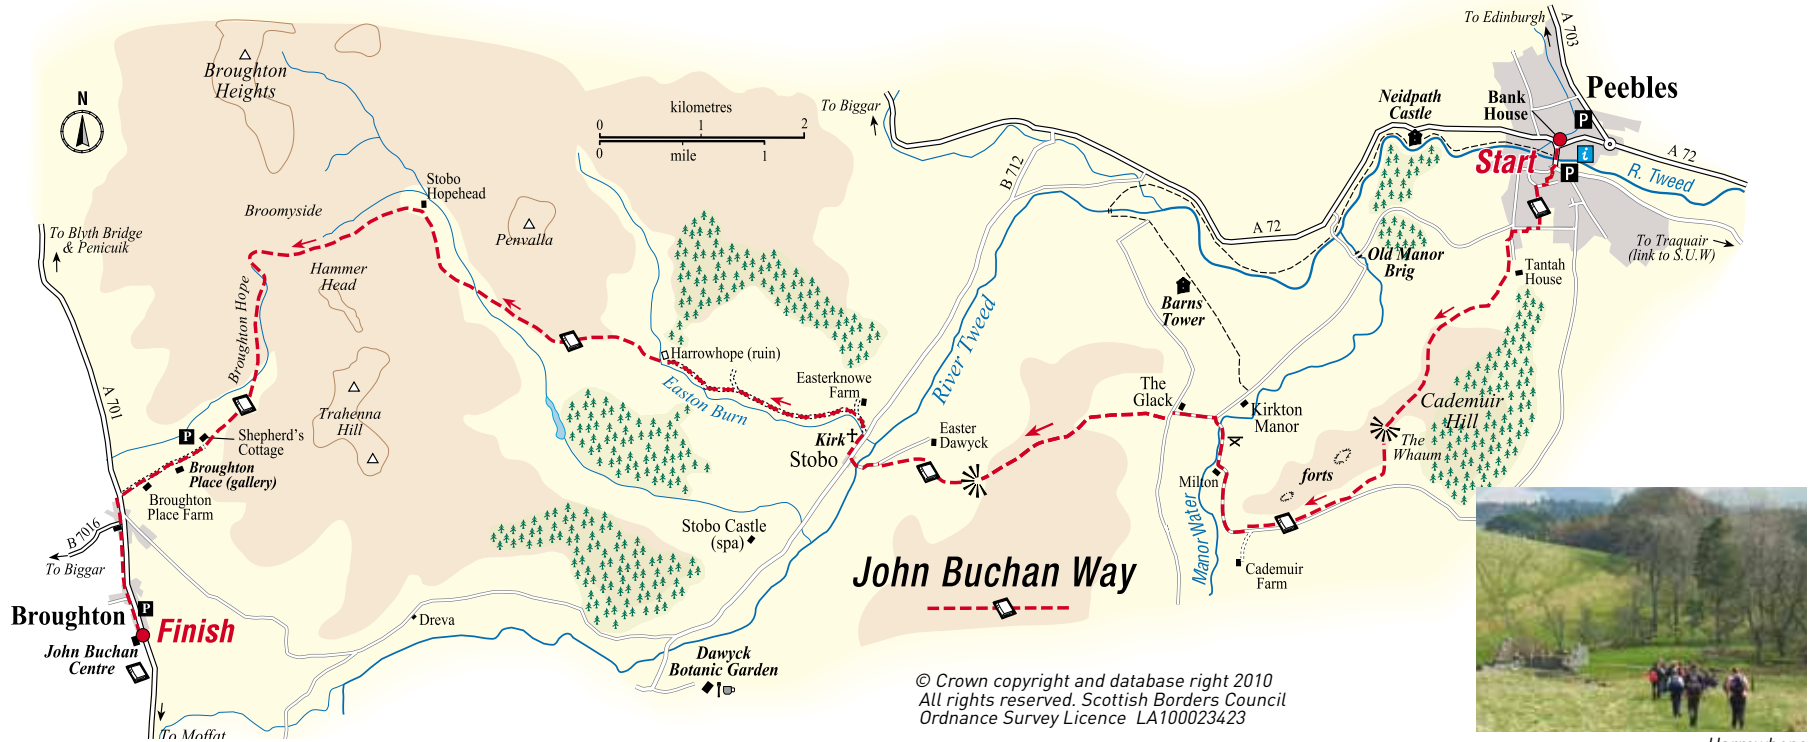 To Edinburgh
A 703
Peebles
Bank
House
Neidpath
Castle
To Biggar
Start
i
P
P
A 72
R. Tweed
N
Broughton
Heights
kilometres
0 1 2
0 mile 1
B 712
Stobo
Hopehead
Broomyside
Penvalla
A 72
Old Manor
Brig
To Traquair
(link to S.U.W)
To Blyth Bridge
& Penicuik
Hammer
Head
Tantah
House
Barns
Tower
River Tweed
Broughton Hope
Harrowhope (ruin)
Easton Burn
Easterknowe
Farm
The
Glack
Kirkton
Manor
Cademuir
Hill
The
Whaum
A 701
Trahenna
Hill
P
Shepherd's
Cottage
Broughton
Place (gallery)
Broughton
Place Farm
Kirk
Stobo
Easter
Dawyck
Milton
forts
Manor Water
B 7016
To Biggar
Stobo Castle
(spa)
Cademuir
Farm
John Buchan Way
Broughton
P
Finish
John Buchan
Centre
Dreva
Dawyck
Botanic Garden
© Crown copyright and database right 2010
All rights reserved. Scottish Borders Council
Ordnance Survey Licence LA100023423
To Moffat